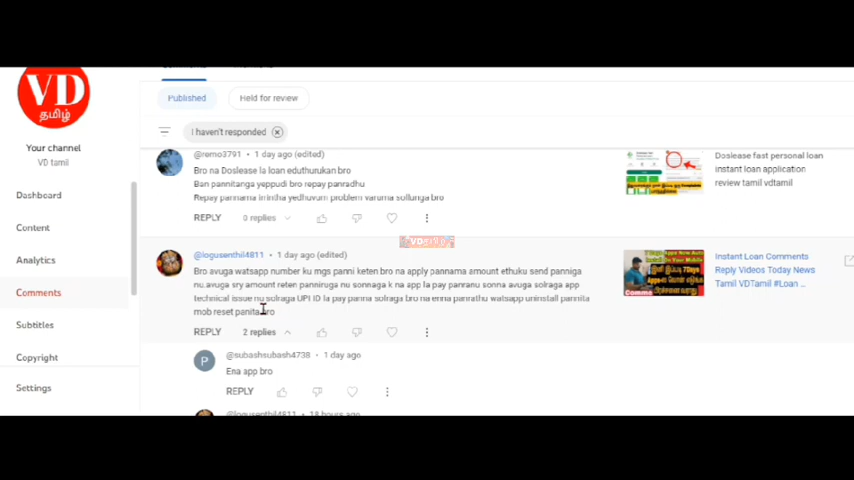 VD
தமிழ்
Your channel
VD tamil
Dashboard
Content
Analytics
Comments
Subtitles
Copyright
Settings
Published
Held for review
I haven't responded
@remo3791 • 1 day ago (edited)
Bro na Doslease la loan eduthurukan bro
Ban pannitanga yeppudi bro repay panradhu
Repay pannama irrintha yedhuvum problem varuma sollunga bro
REPLY 0 replies
Doslease fast personal loan
instant loan application
review tamil vdtamil
@logusenthil4811 • 1 day ago (edited)
Bro avuga watsapp number ku mgs panni keten bro na apply pannama amount ethuku send panniga
nu.avuga sry amount reten panniruga nu sonnaga k na app la pay panranu sonna avuga solraga app
technical issue nu solraga UPI ID la pay panna solraga bro na enna panrathu watsapp uninstall pannita
mob reset panita bro
REPLY 2 replies
Instant Loan Comments
Reply Videos Today News
Tamil VDTamil #Loan ...
@subashsubash4738 • 1 day ago
P
Ena app bro
REPLY
@logusenthil4811 • 18 hours ago